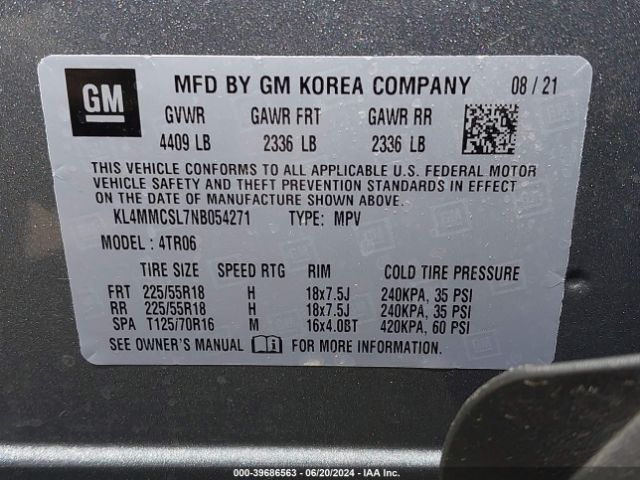 GM MFD BY GM KOREA COMPANY 08 / 21
GVWR GAWR FRT GAWR RR
4409 LB 2336 LB 2336 LB
THIS VEHICLE CONFORMS TO ALL APPLICABLE U.S. FEDERAL MOTOR
VEHICLE SAFETY AND THEFT PREVENTION STANDARDS IN EFFECT
ON THE DATE OF MANUFACTURE SHOWN ABOVE.
KL4MMCSL7NB054271 TYPE: MPV
MODEL : 4TR06
TIRE SIZE SPEED RTG RIM COLD TIRE PRESSURE
FRT 225/55R18 H 18x7.5J 240KPA, 35 PSI
RR 225/55R18 H 18x7.5J 240KPA, 35 PSI
SPA T125/70R16 M 16x4.0BT 420KPA, 60 PSI
SEE OWNER'S MANUAL FOR MORE INFORMATION.
CONFIDENTIAL - 39686563 - 06/20/2024 - IAA Inc.